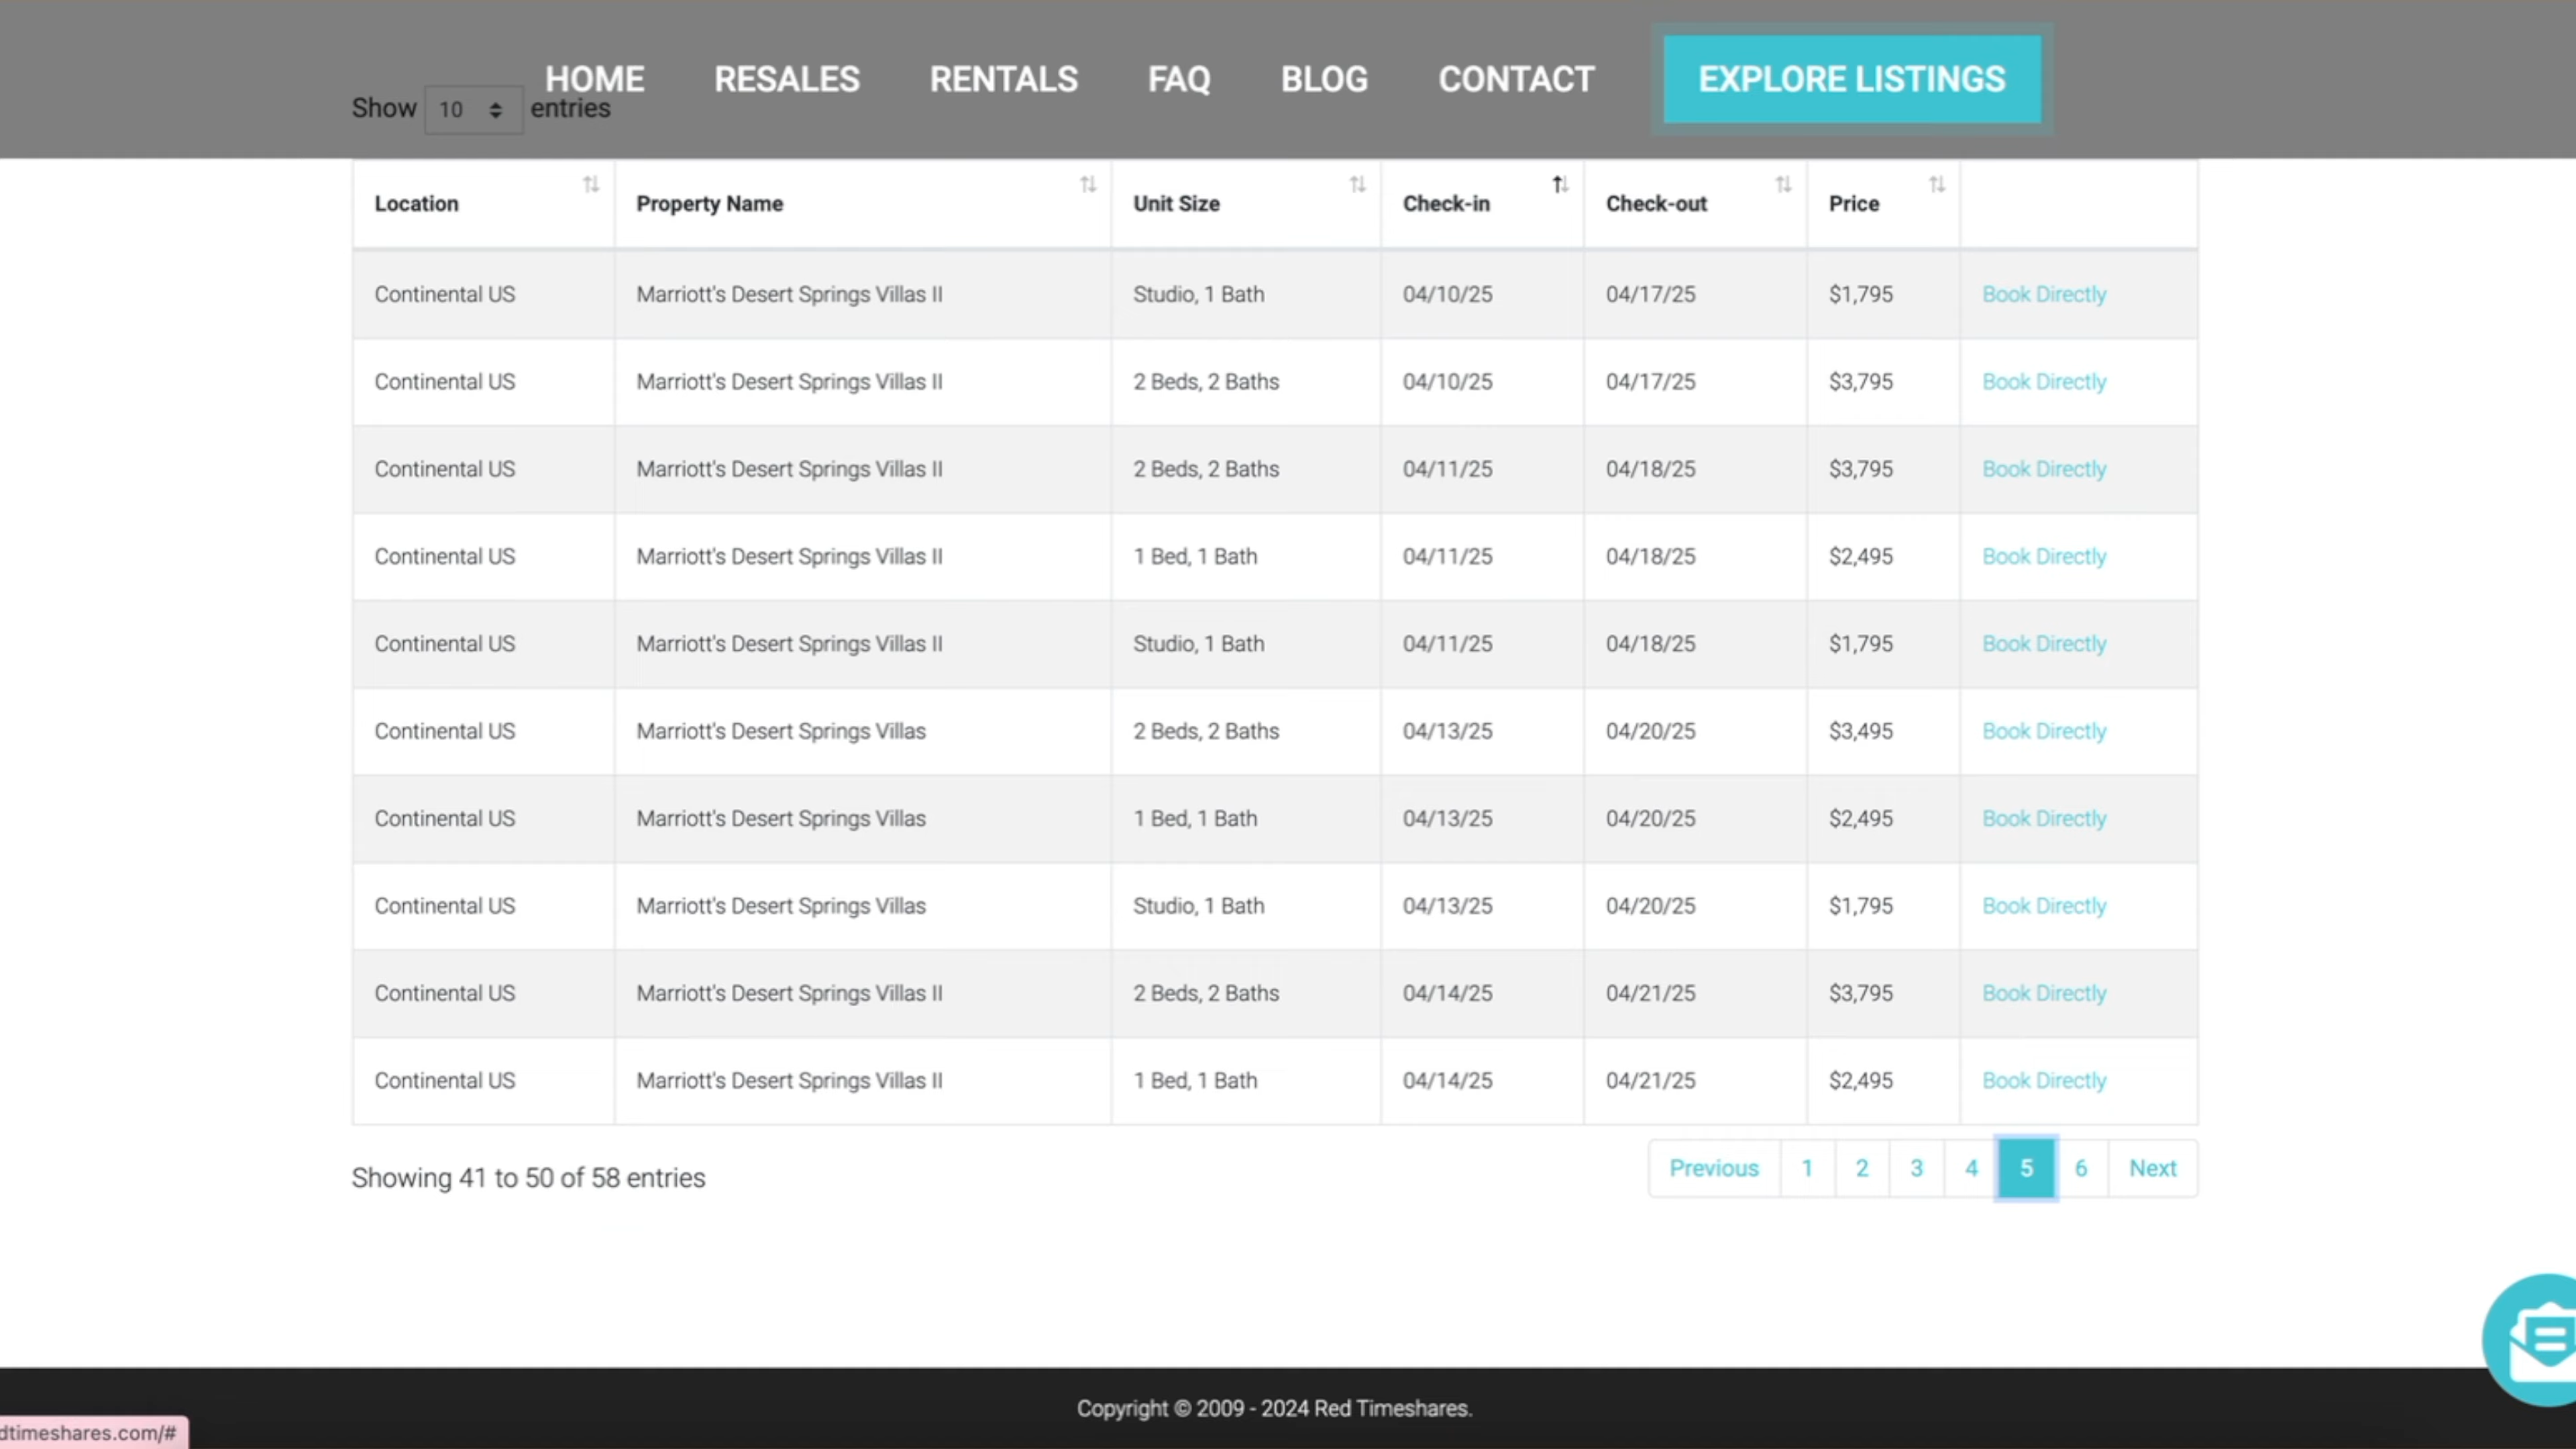 HOME RESALES RENTALS FAQ BLOG CONTACT EXPLORE LISTINGS
Show 10 entries
Location Property Name Unit Size Check-in Check-out Price
Continental US Marriott's Desert Springs Villas II Studio, 1 Bath 04/10/25 04/17/25 $1,795 Book Directly
Continental US Marriott's Desert Springs Villas II 2 Beds, 2 Baths 04/10/25 04/17/25 $3,795 Book Directly
Continental US Marriott's Desert Springs Villas II 2 Beds, 2 Baths 04/11/25 04/18/25 $3,795 Book Directly
Continental US Marriott's Desert Springs Villas II 1 Bed, 1 Bath 04/11/25 04/18/25 $2,495 Book Directly
Continental US Marriott's Desert Springs Villas II Studio, 1 Bath 04/11/25 04/18/25 $1,795 Book Directly
Continental US Marriott's Desert Springs Villas 2 Beds, 2 Baths 04/13/25 04/20/25 $3,495 Book Directly
Continental US Marriott's Desert Springs Villas 1 Bed, 1 Bath 04/13/25 04/20/25 $2,495 Book Directly
Continental US Marriott's Desert Springs Villas Studio, 1 Bath 04/13/25 04/20/25 $1,795 Book Directly
Continental US Marriott's Desert Springs Villas II 2 Beds, 2 Baths 04/14/25 04/21/25 $3,795 Book Directly
Continental US Marriott's Desert Springs Villas II 1 Bed, 1 Bath 04/14/25 04/21/25 $2,495 Book Directly
Showing 41 to 50 of 58 entries Previous 1 2 3 4 5 6 Next
Copyright © 2009 - 2024 Red Timeshares.
dtimeshares.com/#